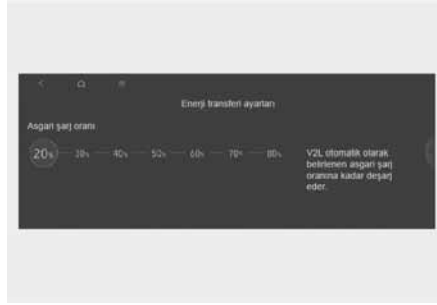 Enerji transferi ayarları
Asgari şarj oranı
20% 30% 40% 50% 60% 70% 80%
V2L otomatik olarak
belirlenen asgari şarj
oranına kadar deşarj
eder.